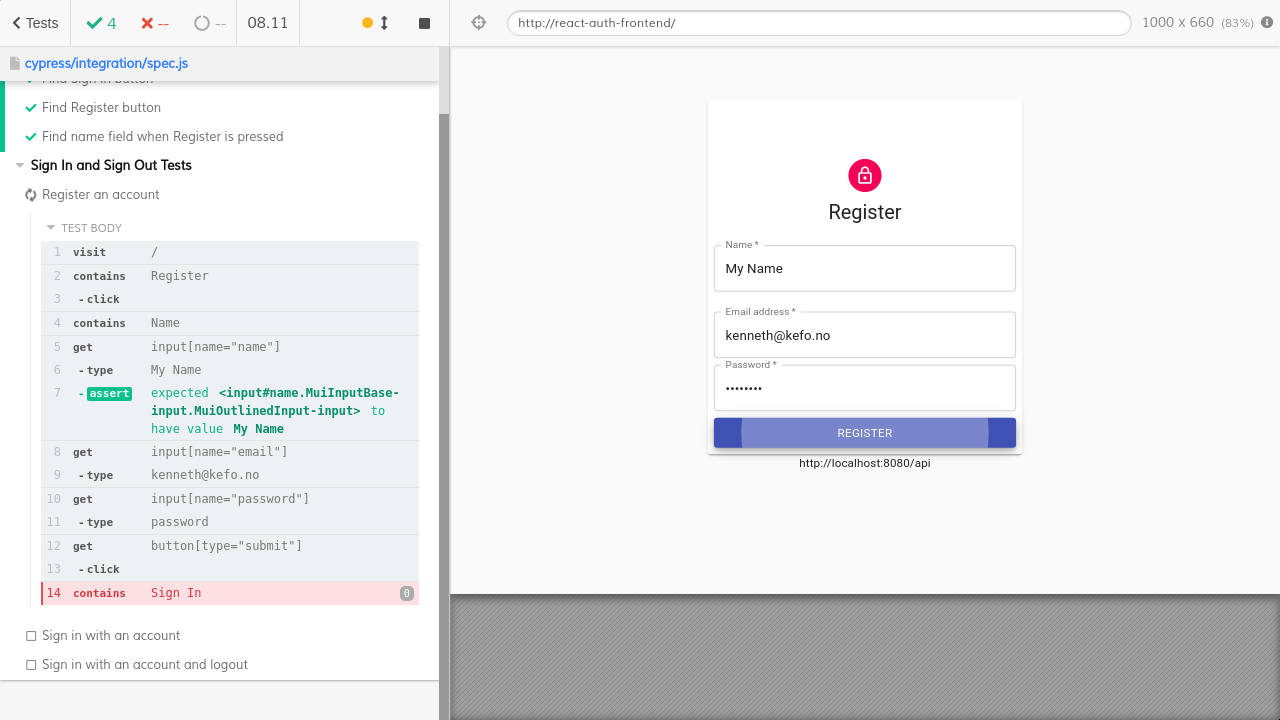 Tests
4
--
--
08.11
http://react-auth-frontend/
1000 x 660 (83%)
cypress/integration/spec.js
Find Sign In button
Find Register button
Find name field when Register is pressed
Sign In and Sign Out Tests
Register an account
TEST BODY
1 visit /
2 contains Register
3 - click
4 contains Name
5 get input[name="name"]
6 - type My Name
7 - assert expected <input#name.MuiInputBase-
input.MuiOutlinedInput-input> to
have value My Name
8 get input[name="email"]
9 - type kenneth@kefo.no
10 get input[name="password"]
11 - type password
12 get button[type="submit"]
13 - click
14 contains Sign In 0
Sign in with an account
Sign in with an account and logout
Register
Name *
My Name
Email address *
kenneth@kefo.no
Password *
••••••••
REGISTER
http://localhost:8080/api